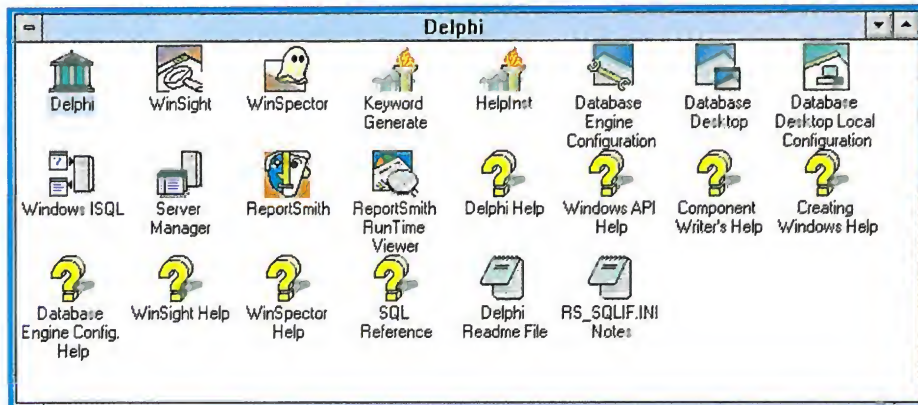 Delphi
Delphi
WinSight
WinSpector
Keyword
Generate
HelpInst
Database
Engine
Configuration
Database
Desktop
Database
Desktop Local
Configuration
Windows ISQL
Server
Manager
ReportSmith
ReportSmith
RunTime
Viewer
Delphi Help
Windows API
Help
Component
Writer's Help
Creating
Windows Help
Database
Engine Config.
Help
WinSight Help
WinSpector
Help
SQL
Reference
Delphi
Readme File
RS_SQLIF.INI
Notes